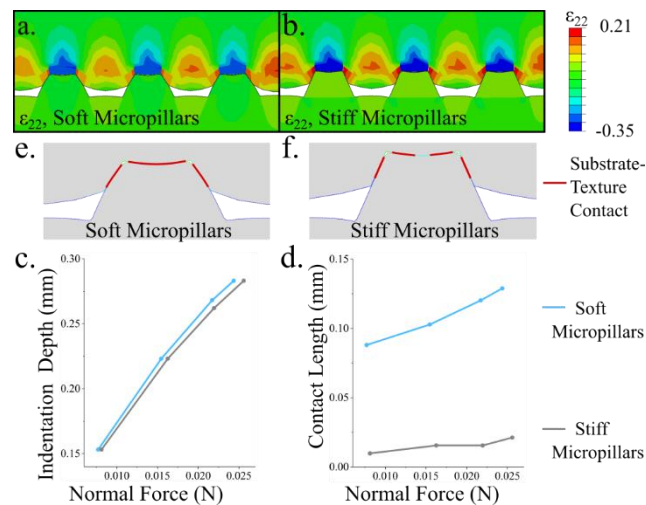 a.
b.
ε22
0.21
-0.35
ε22, Soft Micropillars
ε22, Stiff Micropillars
e.
f.
Substrate-
Texture
Contact
Soft Micropillars
Stiff Micropillars
c.
d.
Indentation Depth (mm)
0.30
0.25
0.20
0.15
0.010
0.015
0.020
0.025
Normal Force (N)
Contact Length (mm)
0.15
0.10
0.05
0.00
0.010
0.015
0.020
0.025
Normal Force (N)
Soft
Micropillars
Stiff
Micropillars